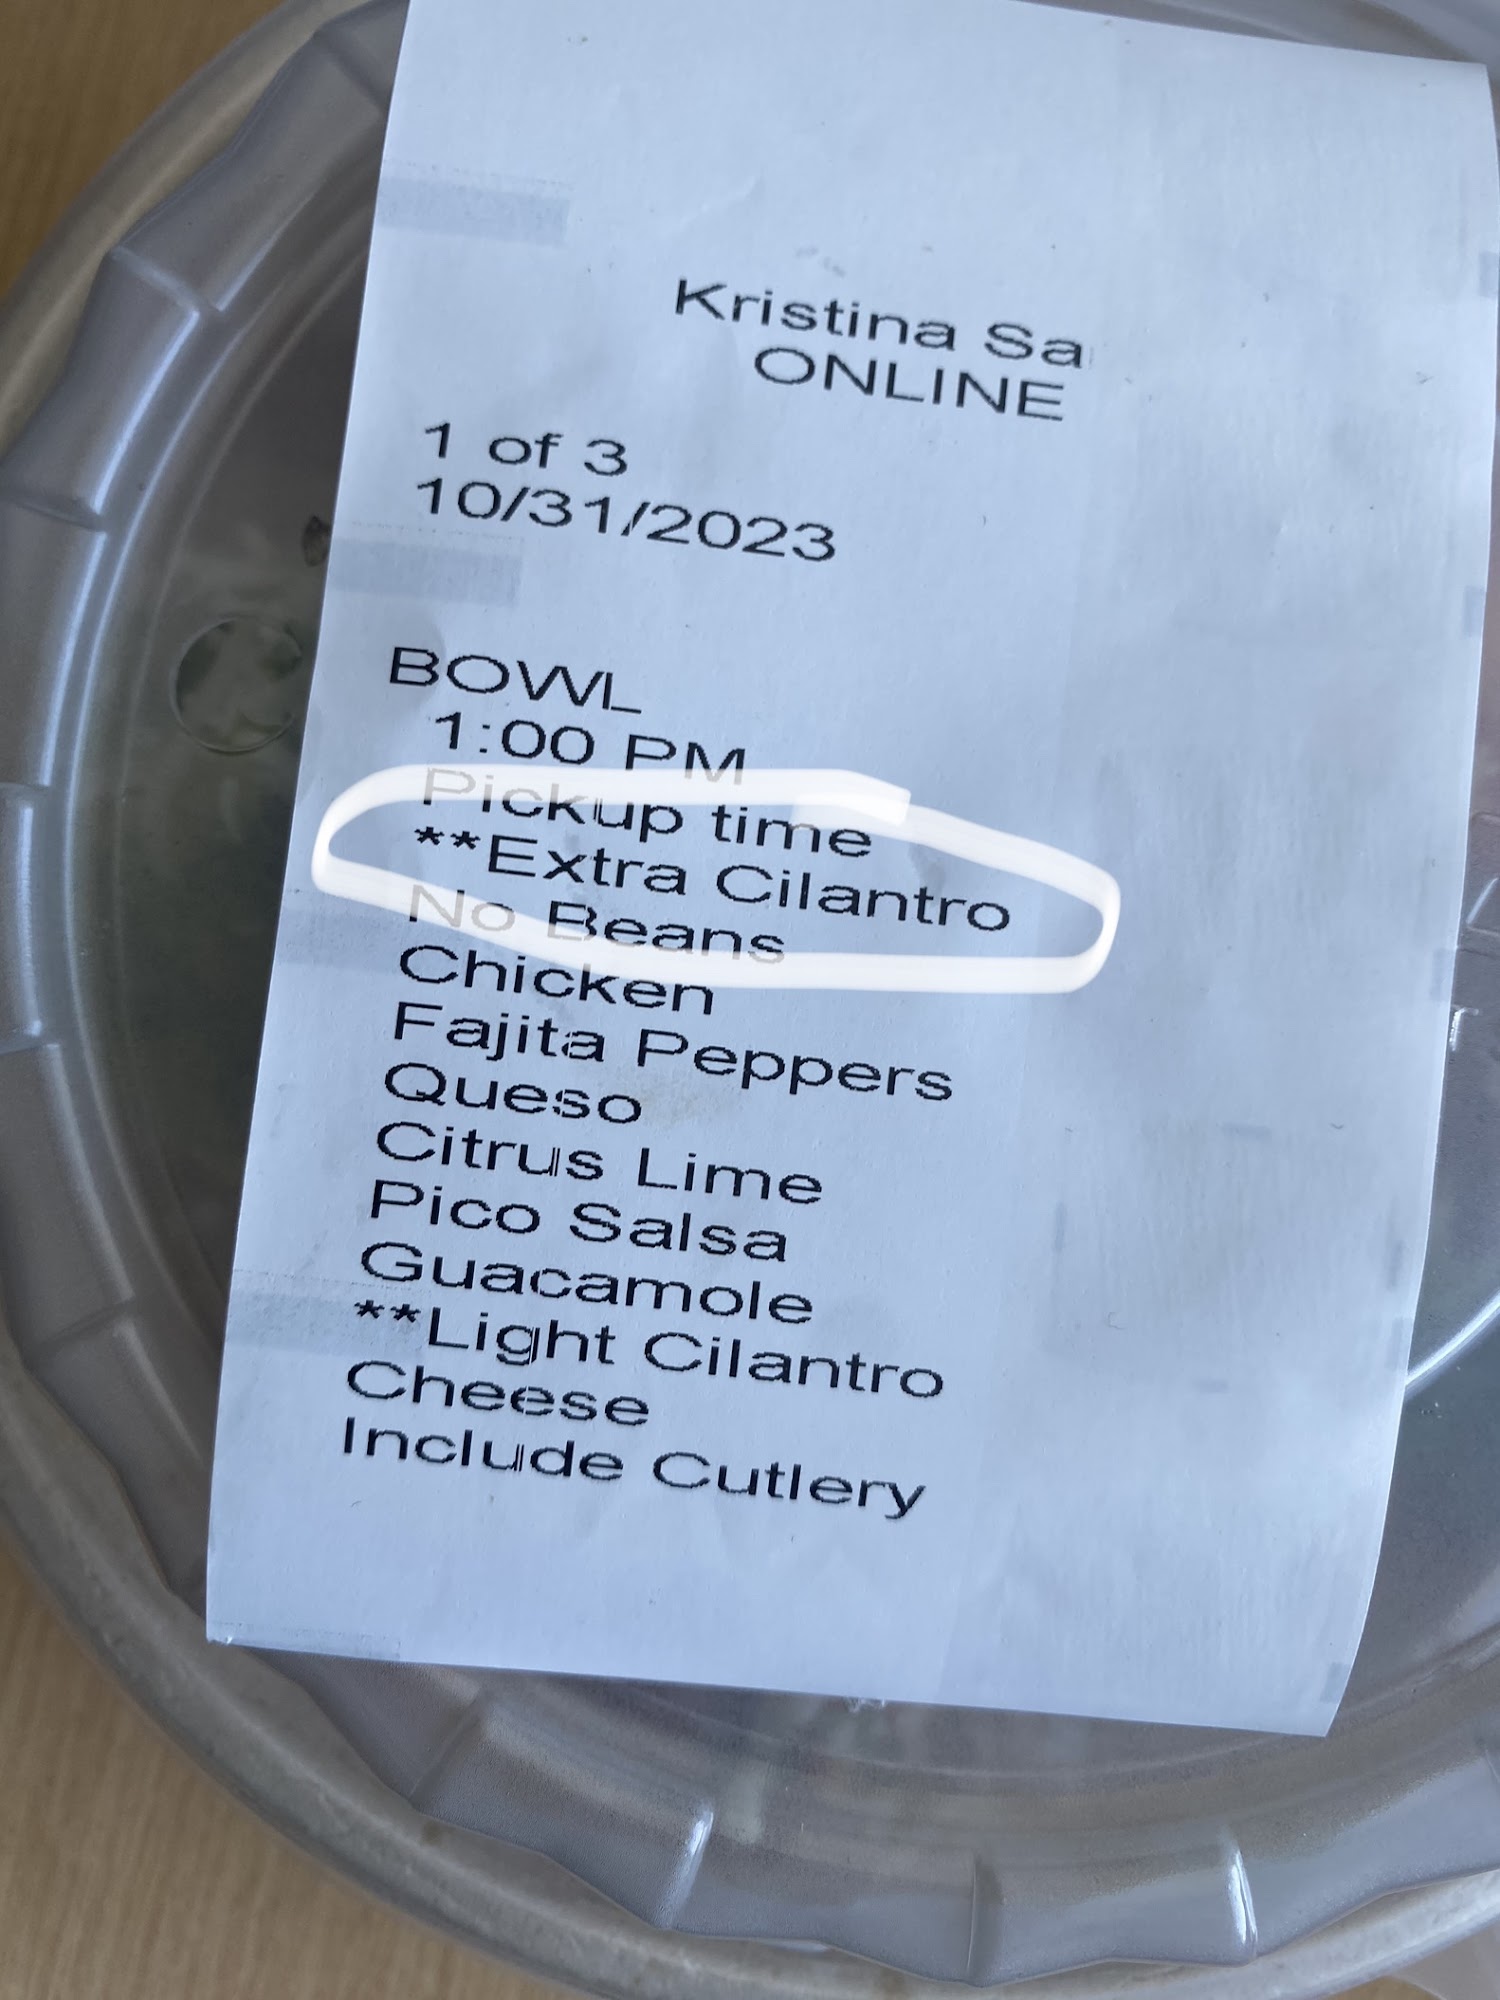 Kristina Sa
ONLINE
1 of 3
10/31/2023
BOWL
1:00 PM
Pickup time
**Extra Cilantro
No Beans
Chicken
Fajita Peppers
Queso
Citrus Lime
Pico Salsa
Guacamole
**Light Cilantro
Cheese
Include Cutlery